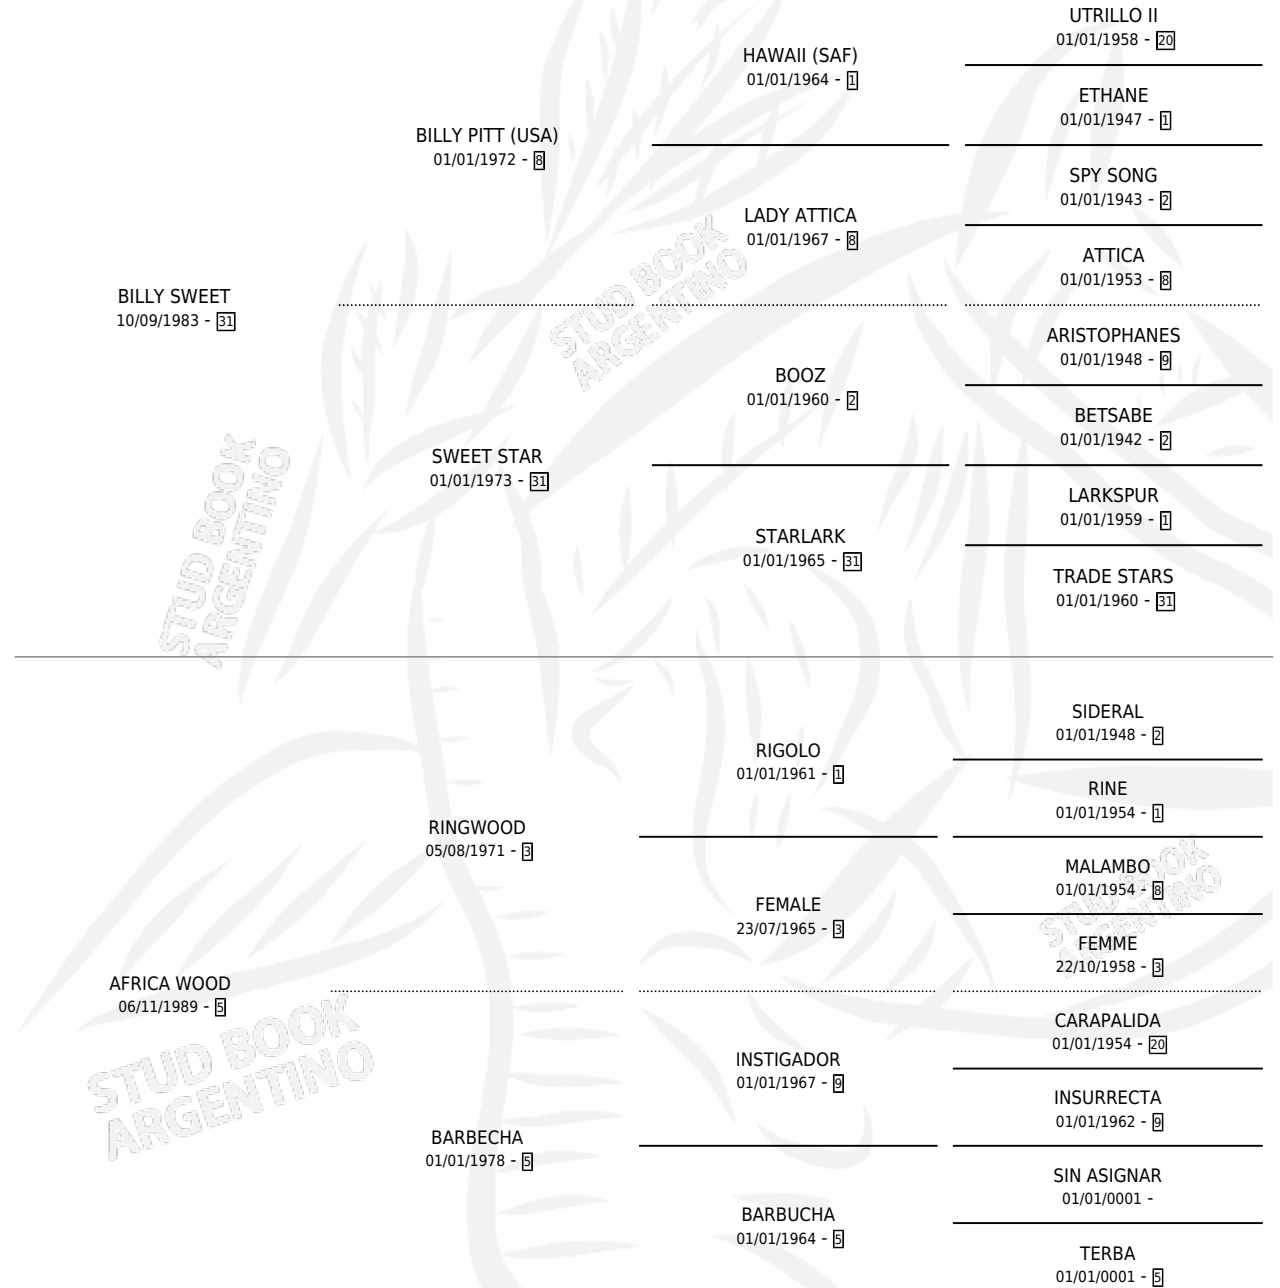 UTRILLO II
01/01/1958 - 20
HAWAII (SAF)
01/01/1964 - 1
ETHANE
01/01/1947 - 1
BILLY PITT (USA)
01/01/1972 - 8
SPY SONG
01/01/1943 - 2
LADY ATTICA
01/01/1967 - 8
ATTICA
01/01/1953 - 8
BILLY SWEET
10/09/1983 - 31
ARISTOPHANES
01/01/1948 - 9
BOOZ
01/01/1960 - 2
BETSABE
01/01/1942 - 2
SWEET STAR
01/01/1973 - 31
LARKSPUR
01/01/1959 - 1
STARLARK
01/01/1965 - 31
TRADE STARS
01/01/1960 - 31
STUD BOOK
ARGENTINO
STUD BOOK
ARGENTINO
SIDERAL
01/01/1948 - 2
RIGOLO
01/01/1961 - 1
RINE
01/01/1954 - 1
RINGWOOD
05/08/1971 - 3
MALAMBO
01/01/1954 - 8
FEMALE
23/07/1965 - 3
FEMME
22/10/1958 - 3
AFRICA WOOD
06/11/1989 - 5
CARAPALIDA
01/01/1954 - 20
INSTIGADOR
01/01/1967 - 9
INSURRECTA
01/01/1962 - 9
BARBECHA
01/01/1978 - 5
SIN ASIGNAR
01/01/0001 -
BARBUCHA
01/01/1964 - 5
TERBA
01/01/0001 - 5
STUD BOOK
ARGENTINO
STUD BOOK
ARGENTINO